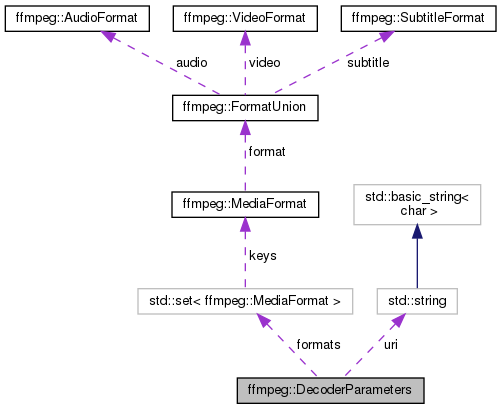 ffmpeg::AudioFormat
ffmpeg::VideoFormat
ffmpeg::SubtitleFormat
audio
video
subtitle
ffmpeg::FormatUnion
format
ffmpeg::MediaFormat
std::basic_string<
char >
keys
std::set< ffmpeg::MediaFormat >
std::string
formats
uri
ffmpeg::DecoderParameters